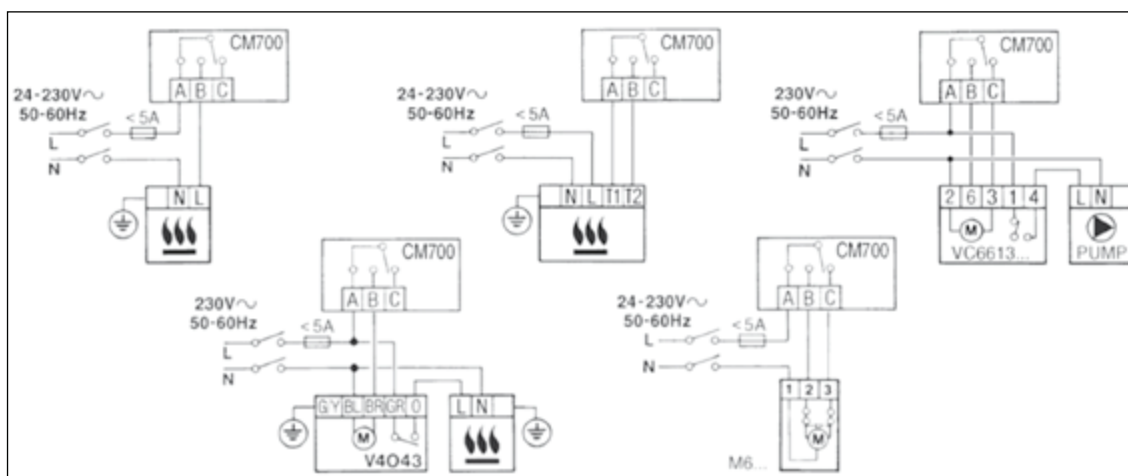 CM700
A B C
24-230V~
50-60Hz
<5A
L
N
N L
CM700
A B C
24-230V~
50-60Hz
<5A
L
N
N L T1 T2
CM700
A B C
230V~
50-60Hz
<5A
L
N
2 6 3 1 4
M
VC6613...
L N
PUMP
CM700
A B C
230V~
50-60Hz
<5A
L
N
G/Y BL BR GR O
M
V4043
L N
CM700
A B C
24-230V~
50-60Hz
<5A
L
N
1 2 3
M
M6...